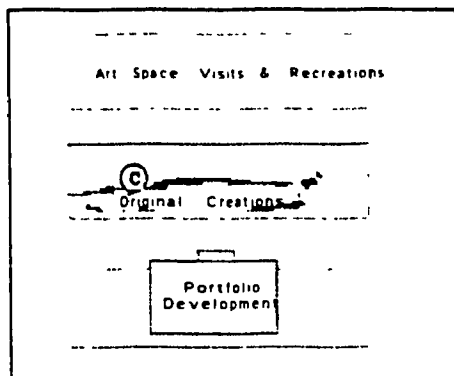 Art Space Visits & Recreations
©
Original Creations
Portfolio
Development